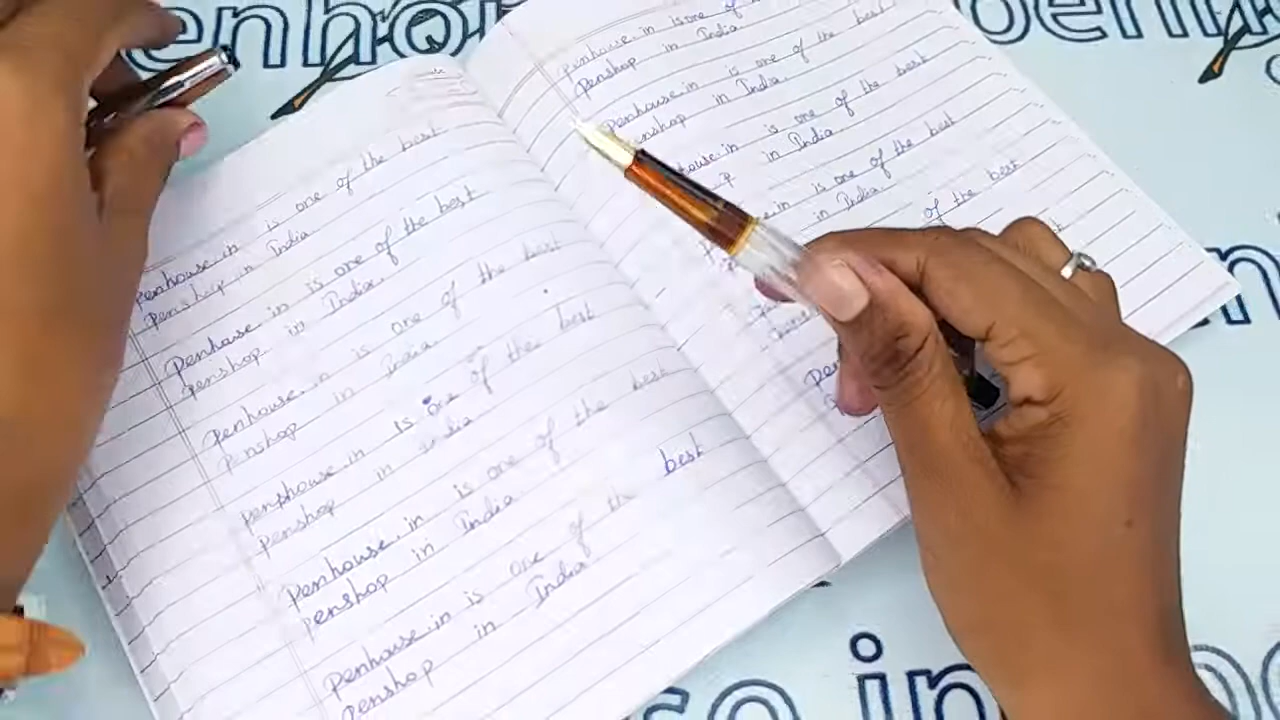 penhouse.in is one of the best
penshop in India.
penhouse.in is one of the best
penshop in India.
penhouse.in is one of the best
penshop in India.
penphouse.in is one of the best
penshop in India
penhouse.in is one of the best
penshop in India
penhouse.in is one of the best
penshop in India
penhouse.in is one of
penshop in India
penhouse.in is one of the best
penshop in India.
is one of the best
in India.
is one of the best
in India.
of the best
penho
penh
in